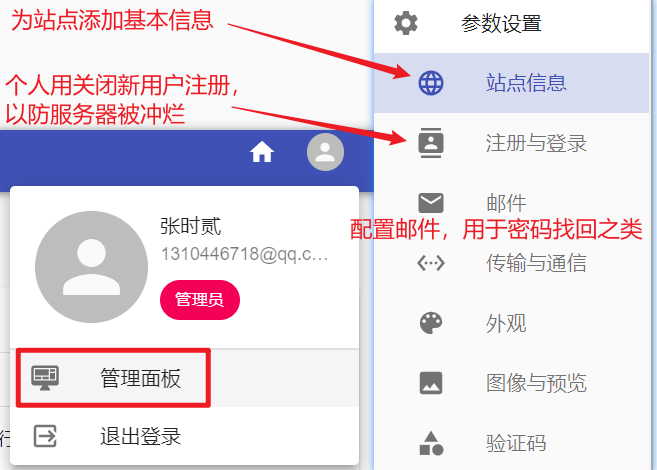 为站点添加基本信息
个人用关闭新用户注册，
以防服务器被冲烂
张时贰
1310446718@qq.c...
管理员
管理面板
退出登录
行
参数设置
站点信息
注册与登录
邮件
配置邮件，用于密码找回之类
传输与通信
外观
图像与预览
验证码